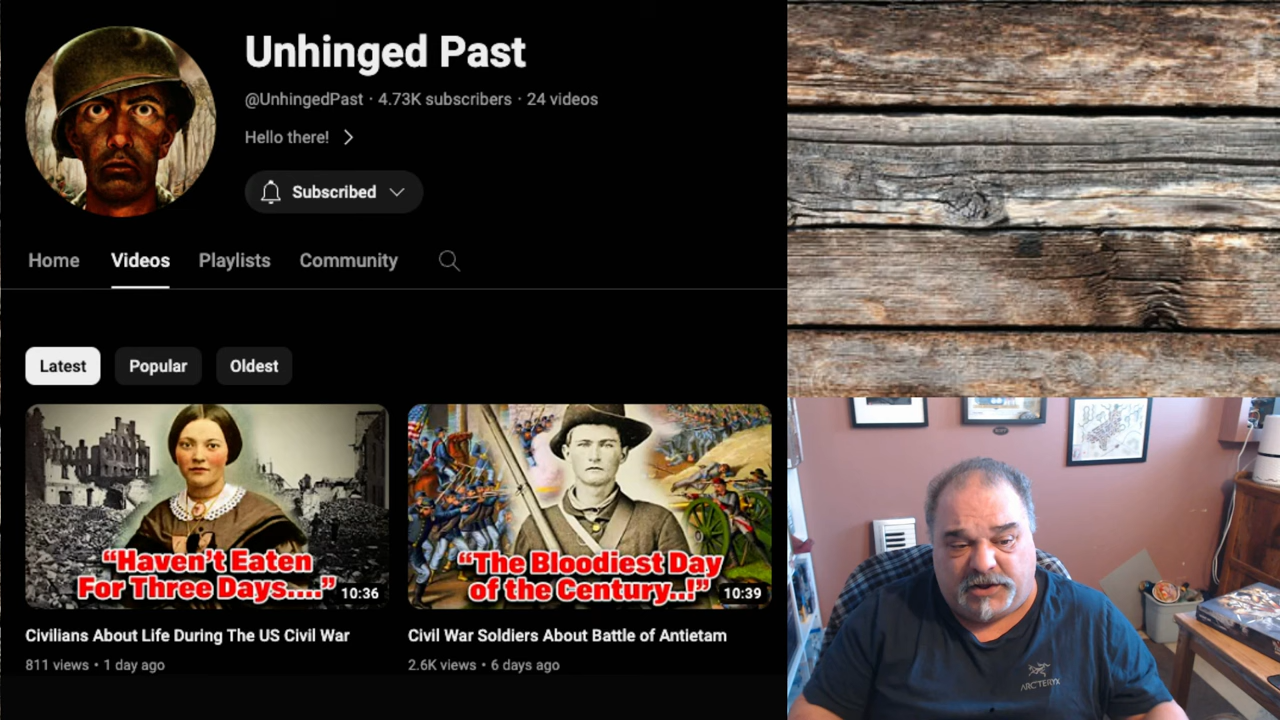 Unhinged Past
@UnhingedPast · 4.73K subscribers · 24 videos
Hello there!
Subscribed
Home Videos Playlists Community
Latest Popular Oldest
“Haven’t Eaten
For Three Days....”
10:36
“The Bloodiest Day
of the Century..!”
10:39
Civilians About Life During The US Civil War
811 views • 1 day ago
Civil War Soldiers About Battle of Antietam
2.6K views • 6 days ago
ARC'TERYX